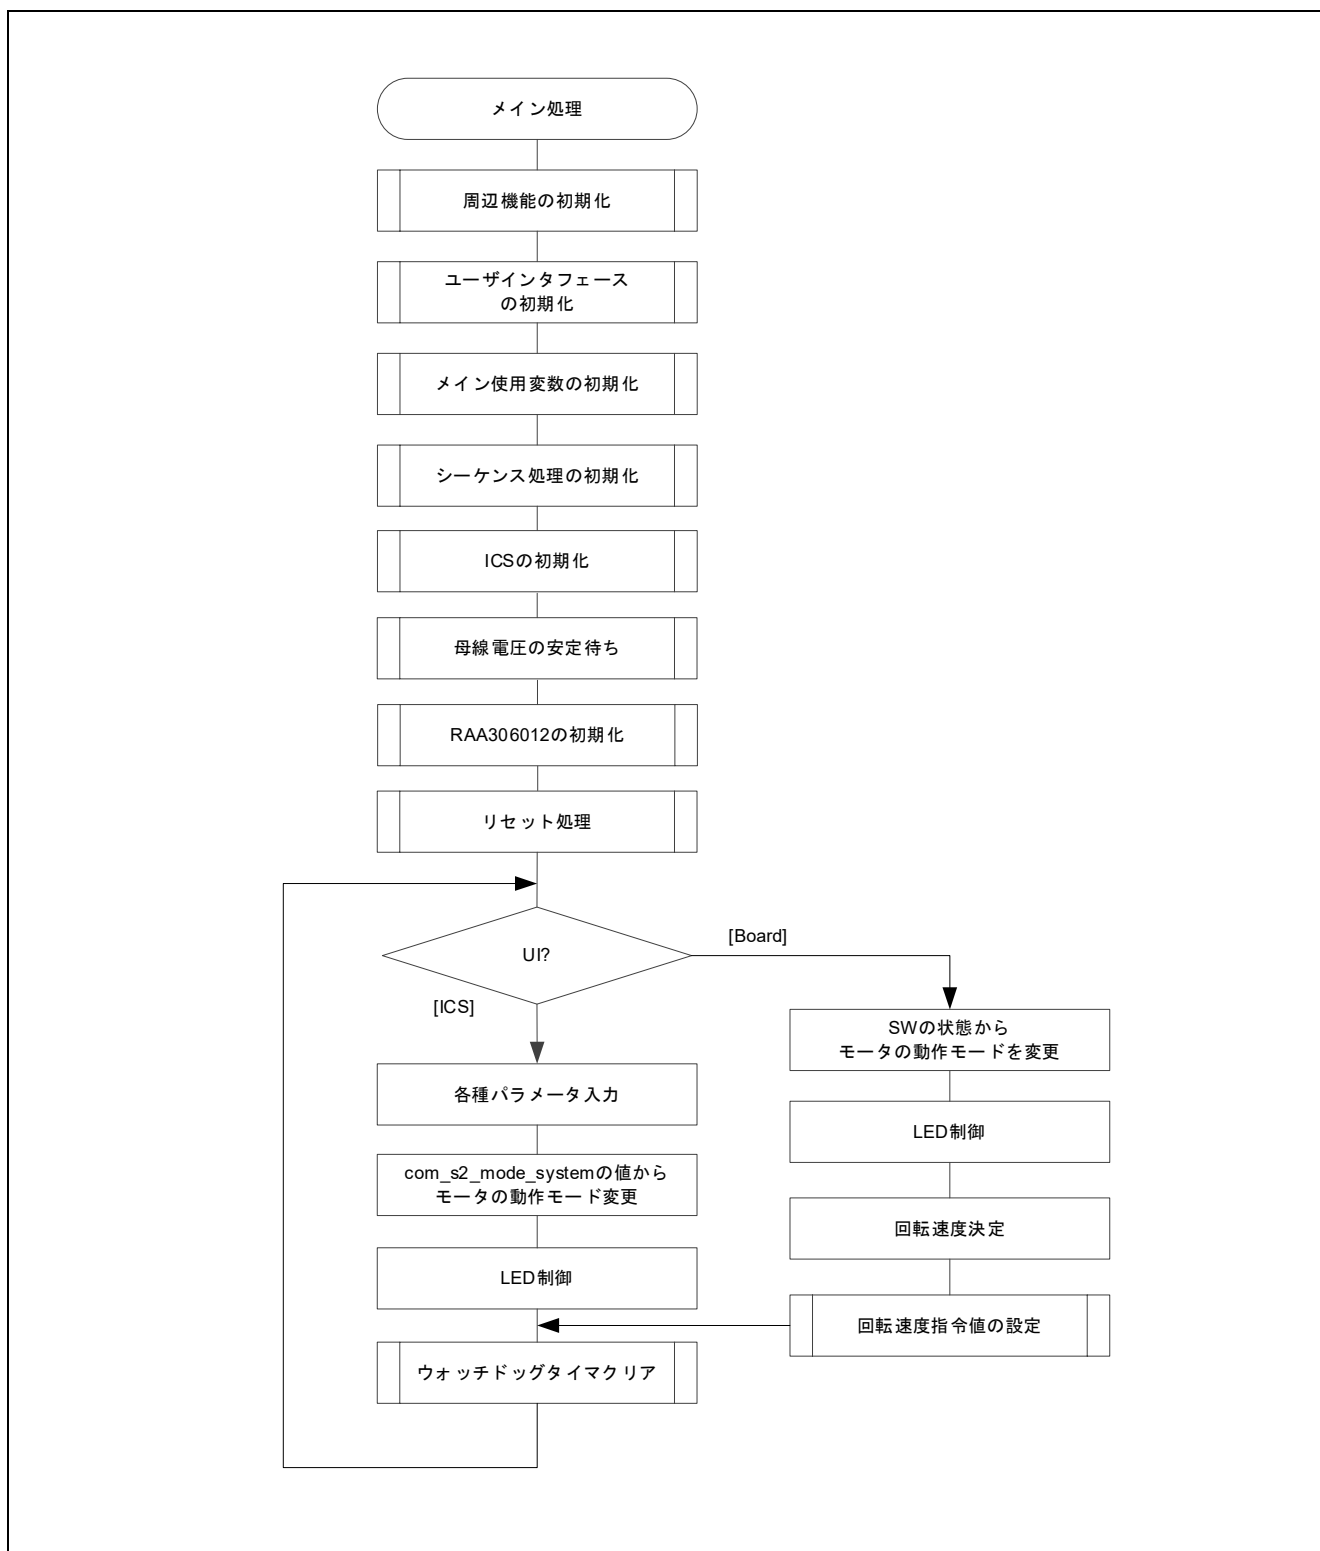 メイン処理
周辺機能の初期化
ユーザインタフェース
の初期化
メイン使用変数の初期化
シーケンス処理の初期化
ICSの初期化
母線電圧の安定待ち
RAA306012の初期化
リセット処理
UI?
[Board]
[ICS]
SWの状態から
モータの動作モードを変更
各種パラメータ入力
LED制御
com_s2_mode_systemの値から
モータの動作モード変更
回転速度決定
LED制御
回転速度指令値の設定
ウォッチドッグタイマクリア